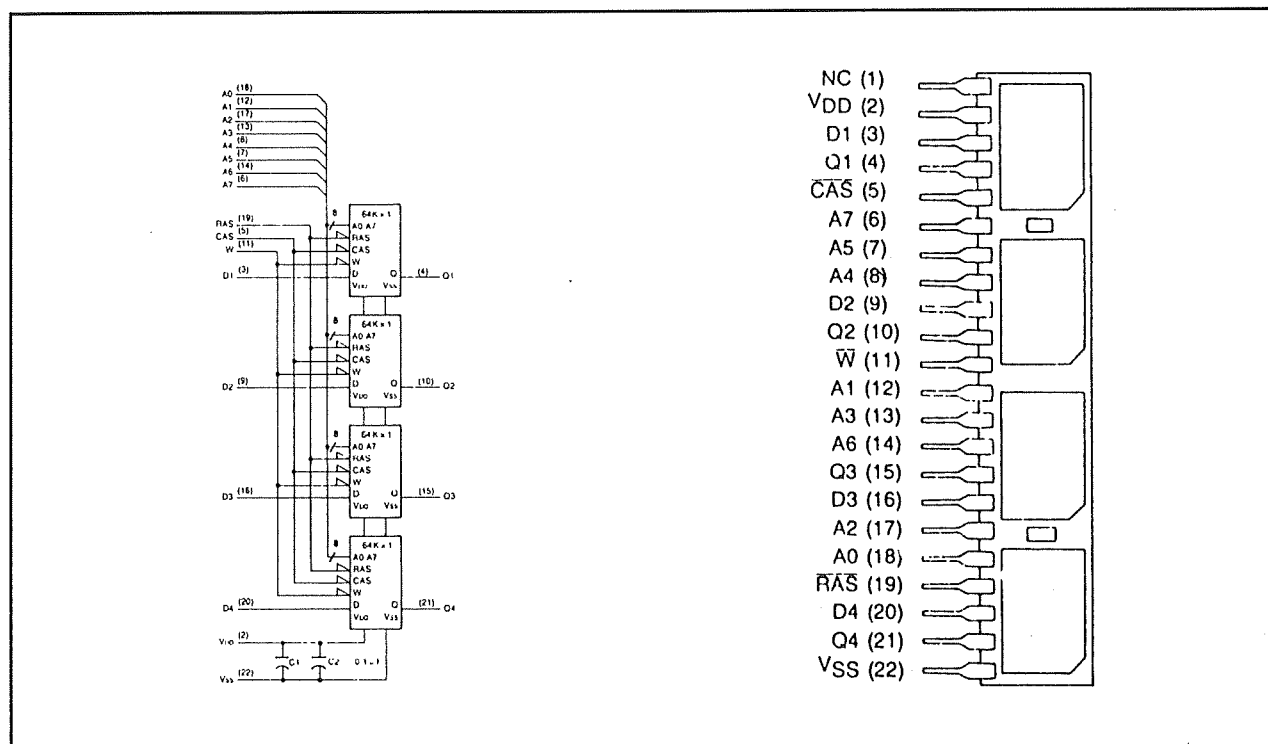 A0 (18)
A1 (12)
A2 (17)
A3 (13)
A4 (8)
A5 (7)
A6 (14)
A7 (6)
RAS (19)
CAS (5)
W (11)
D1 (3)
8
64K x 1
A0 A7
RAS
CAS
W
D Q
VDD VSS
(4) Q1
8
64K x 1
A0 A7
RAS
CAS
W
D2 (9)
D Q
VDD VSS
(10) Q2
8
64K x 1
A0 A7
RAS
CAS
W
D3 (16)
D Q
VDD VSS
(15) Q3
8
64K x 1
A0 A7
RAS
CAS
W
D4 (20)
D Q
VDD VSS
(21) Q4
VDD (2)
C1 C2
VSS (22)
NC (1)
VDD (2)
D1 (3)
Q1 (4)
C̅A̅S̅ (5)
A7 (6)
A5 (7)
A4 (8)
D2 (9)
Q2 (10)
W̅ (11)
A1 (12)
A3 (13)
A6 (14)
Q3 (15)
D3 (16)
A2 (17)
A0 (18)
R̅A̅S̅ (19)
D4 (20)
Q4 (21)
VSS (22)